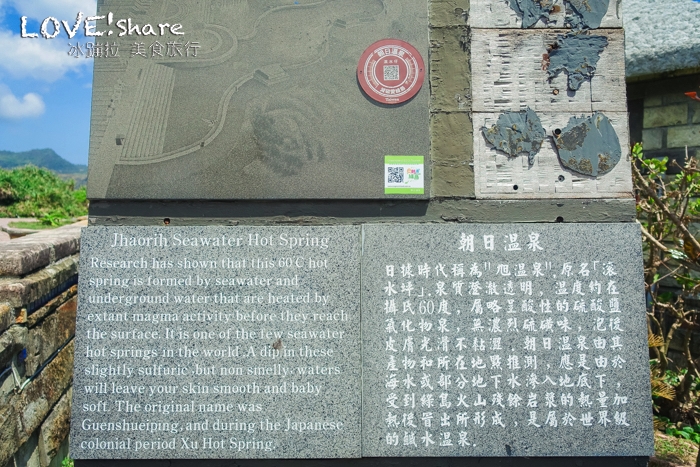 LOVE!Share
冰蹦拉 美食旅行
朝日溫泉
Jhaorih Seawater Hot Spring
Research has shown that this 60°C hot
spring is formed by seawater and
underground water that are heated by
extant magma activity before they reach
the surface. It is one of the few seawater
hot springs in the world. A dip in these
slightly sulfuric, but non smelly, waters
will leave your skin smooth and baby
soft. The original name was
Guenshueiping, and during the Japanese
colonial period Xu Hot Spring.
朝日溫泉
日據時代稱為"旭溫泉",原名「滾
水坪」,泉質澄澈透明,溫度約在
攝氏60度,屬略呈酸性的硫酸鹽
氯化物泉,無濃烈硫磺味,泡後
皮膚光滑不黏澀,朝日溫泉由其
產物和所在地點推測,應是由於
海水或部分地下水滲入地底下,
受到綠島火山殘餘岩漿的熱量加
熱後冒出所形成,是屬於世界級
的鹹水溫泉.